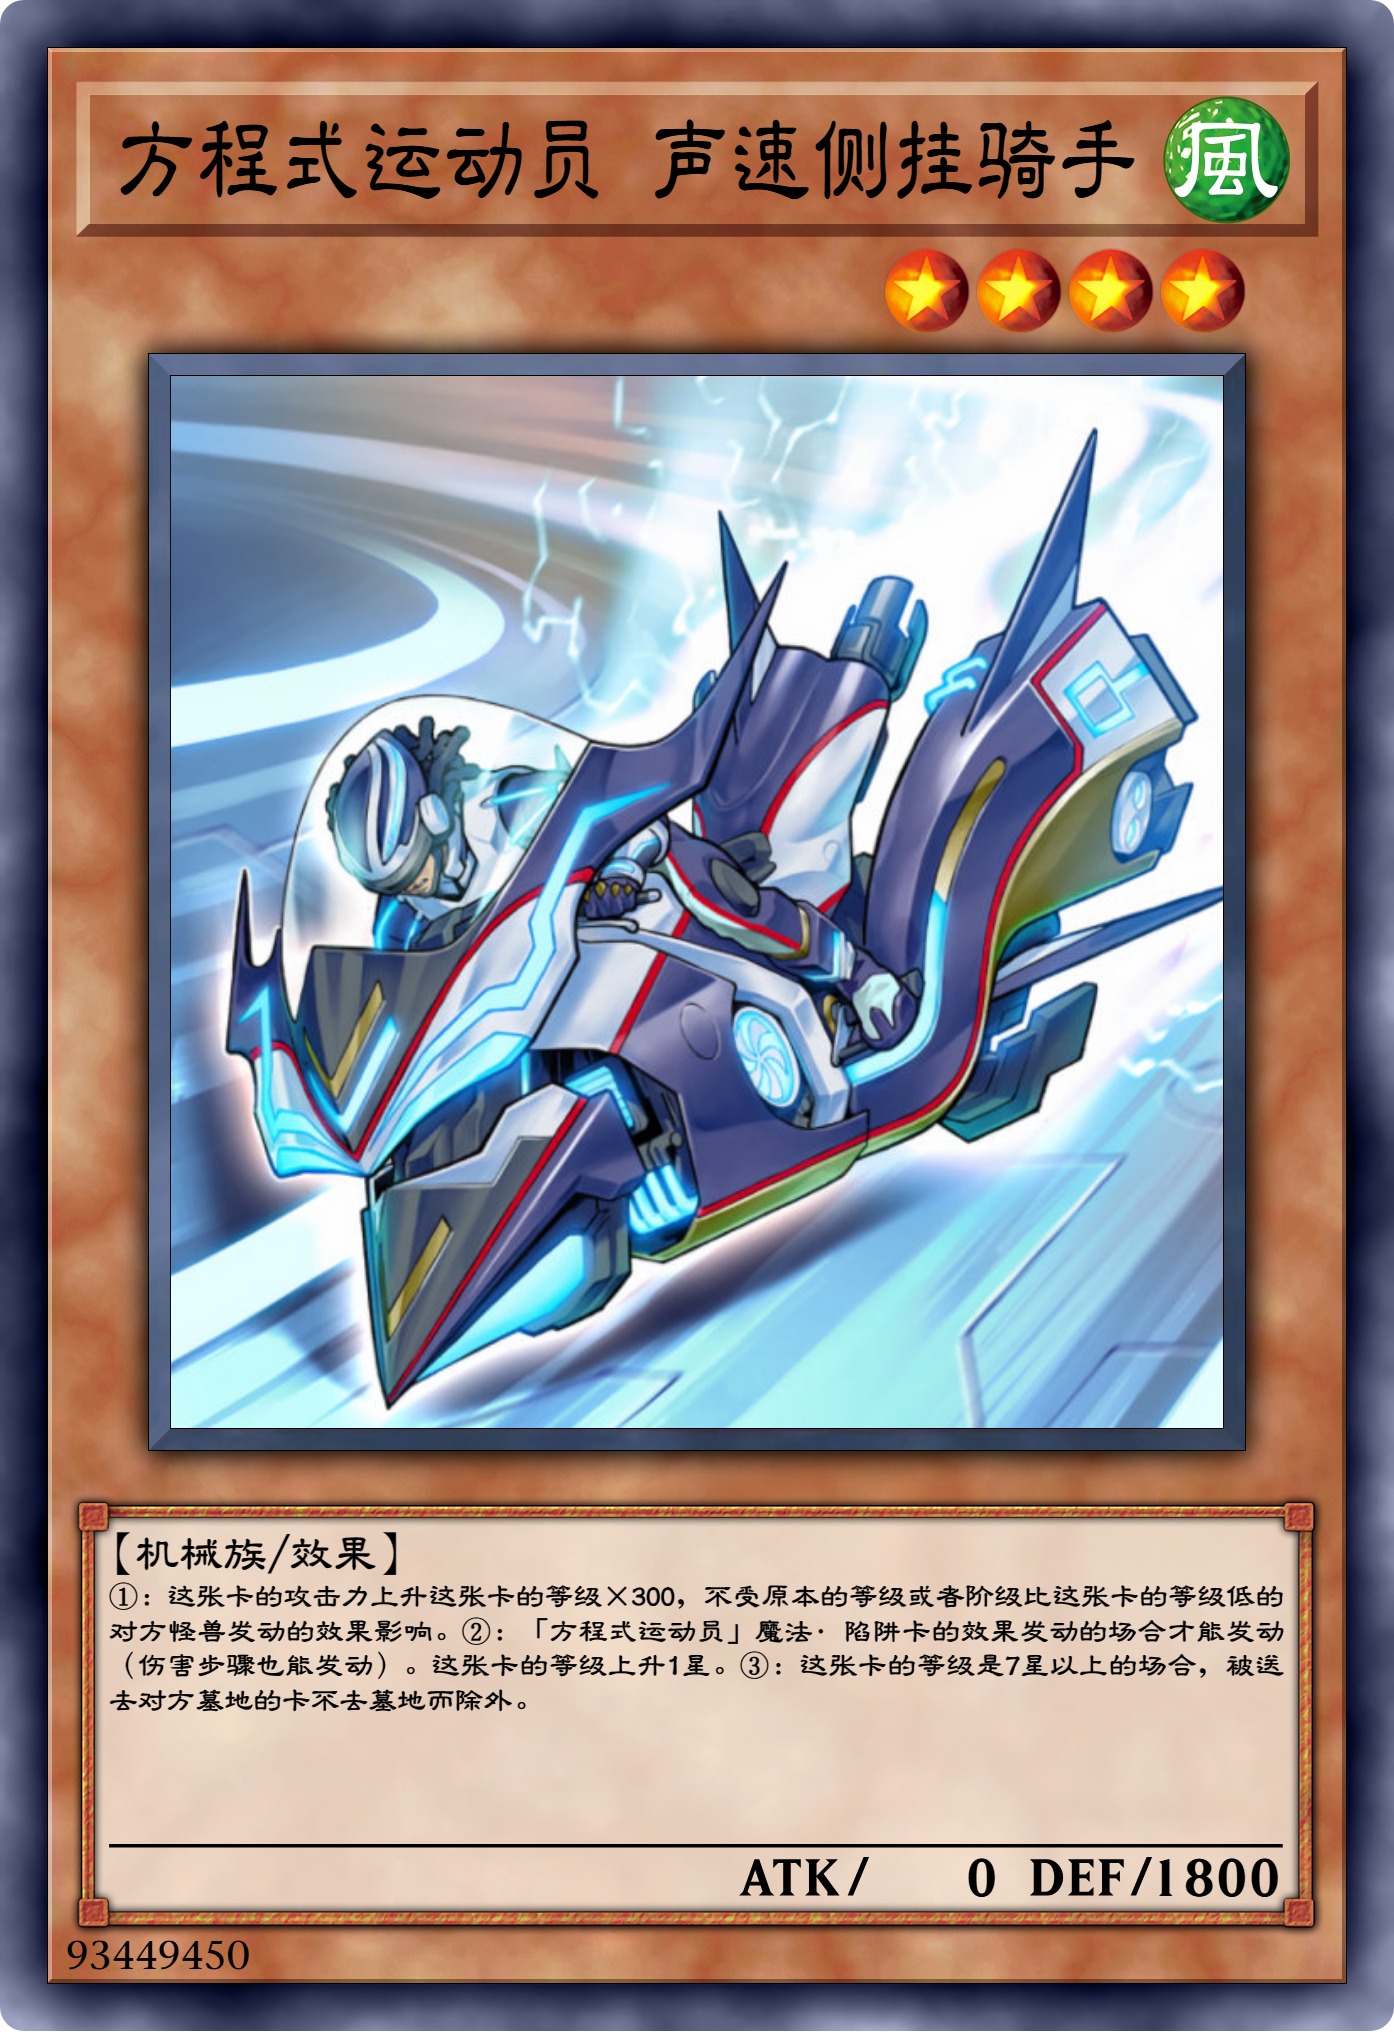 方程式运动员 声速侧挂骑手 風
【机械族/效果】
①：这张卡的攻击力上升这张卡的等级×300，不受原本的等级或者阶级比这张卡的等级低的
对方怪兽发动的效果影响。②：「方程式运动员」魔法·陷阱卡的效果发动的场合才能发动
（伤害步骤也能发动）。这张卡的等级上升1星。③：这张卡的等级是7星以上的场合，被送
去对方墓地的卡不去墓地而除外。
ATK/ 0 DEF/1800
93449450